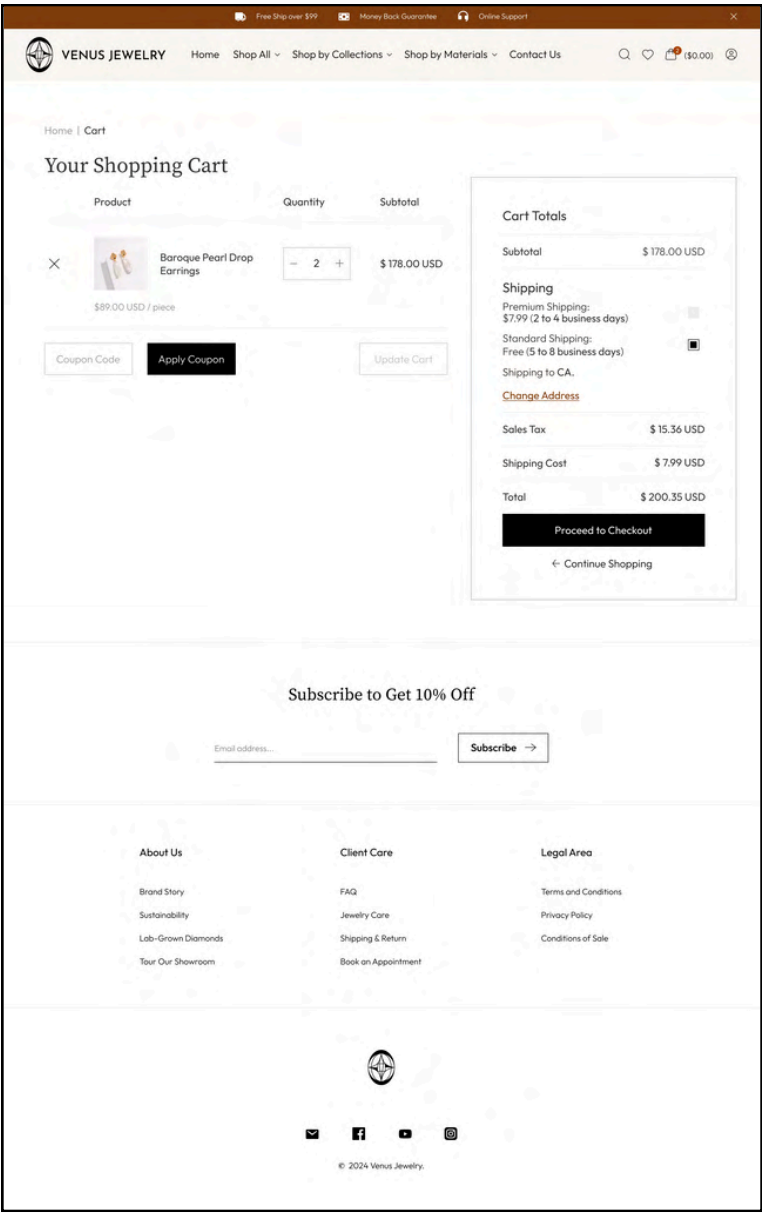 Free Ship over $99 Money Back Guarantee Online Support
VENUS JEWELRY Home Shop All Shop by Collections Shop by Materials Contact Us 2 ($0.00)
Home | Cart
Your Shopping Cart
Product Quantity Subtotal
Baroque Pearl Drop
Earrings
− 2 + $ 178.00 USD
$89.00 USD / piece
Coupon Code Apply Coupon Update Cart
Cart Totals
Subtotal $ 178.00 USD
Shipping
Premium Shipping:
$7.99 (2 to 4 business days)
Standard Shipping:
Free (5 to 8 business days)
Shipping to CA.
Change Address
Sales Tax $ 15.36 USD
Shipping Cost $ 7.99 USD
Total $ 200.35 USD
Proceed to Checkout
← Continue Shopping
Subscribe to Get 10% Off
Email address...
Subscribe →
About Us Client Care Legal Area
Brand Story FAQ Terms and Conditions
Sustainability Jewelry Care Privacy Policy
Lab-Grown Diamonds Shipping & Return Conditions of Sale
Tour Our Showroom Book an Appointment
© 2024 Venus Jewelry.